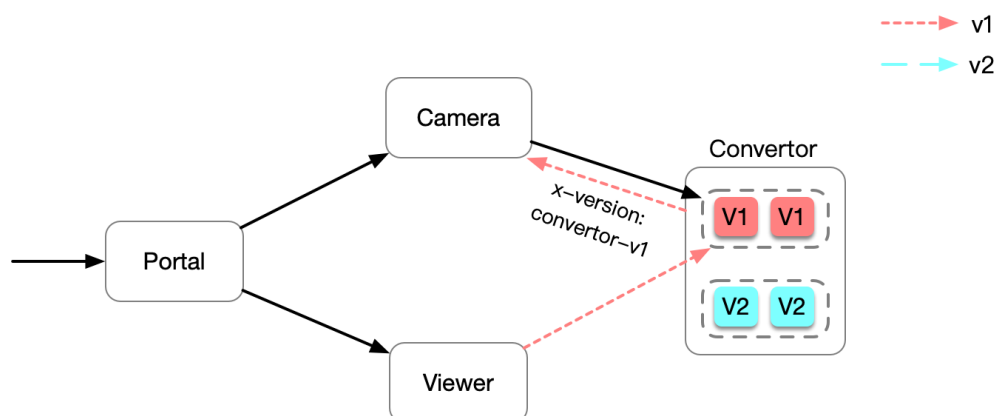 v1
v2
Camera
Convertor
x-version:
convertor-v1
V1 V1
Portal
V2 V2
Viewer